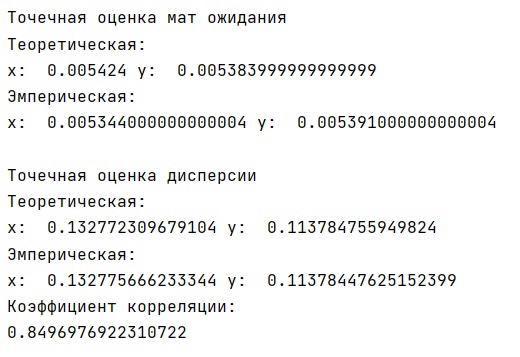 Точечная оценка мат ожидания
Теоретическая:
x:  0.005424 y:  0.005383999999999999
Эмперическая:
x:  0.005344000000000004 y:  0.005391000000000004
Точечная оценка дисперсии
Теоретическая:
x:  0.132772309679104 y:  0.113784755949824
Эмперическая:
x:  0.132775666233344 y:  0.11378447625152399
Коэффициент корреляции:
0.8496976922310722